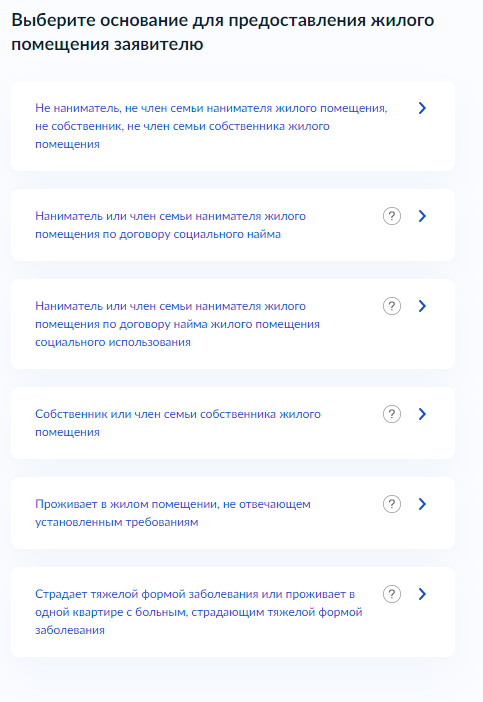 Выберите основание для предоставления жилого
помещения заявителю
Не наниматель, не член семьи нанимателя жилого помещения,
не собственник, не член семьи собственника жилого
помещения
Наниматель или член семьи нанимателя жилого
помещения по договору социального найма
?
Наниматель или член семьи нанимателя жилого
помещения по договору найма жилого помещения
социального использования
?
Собственник или член семьи собственника жилого
помещения
?
Проживает в жилом помещении, не отвечающем
установленным требованиям
?
Страдает тяжелой формой заболевания или проживает в
одной квартире с больным, страдающим тяжелой формой
заболевания
?